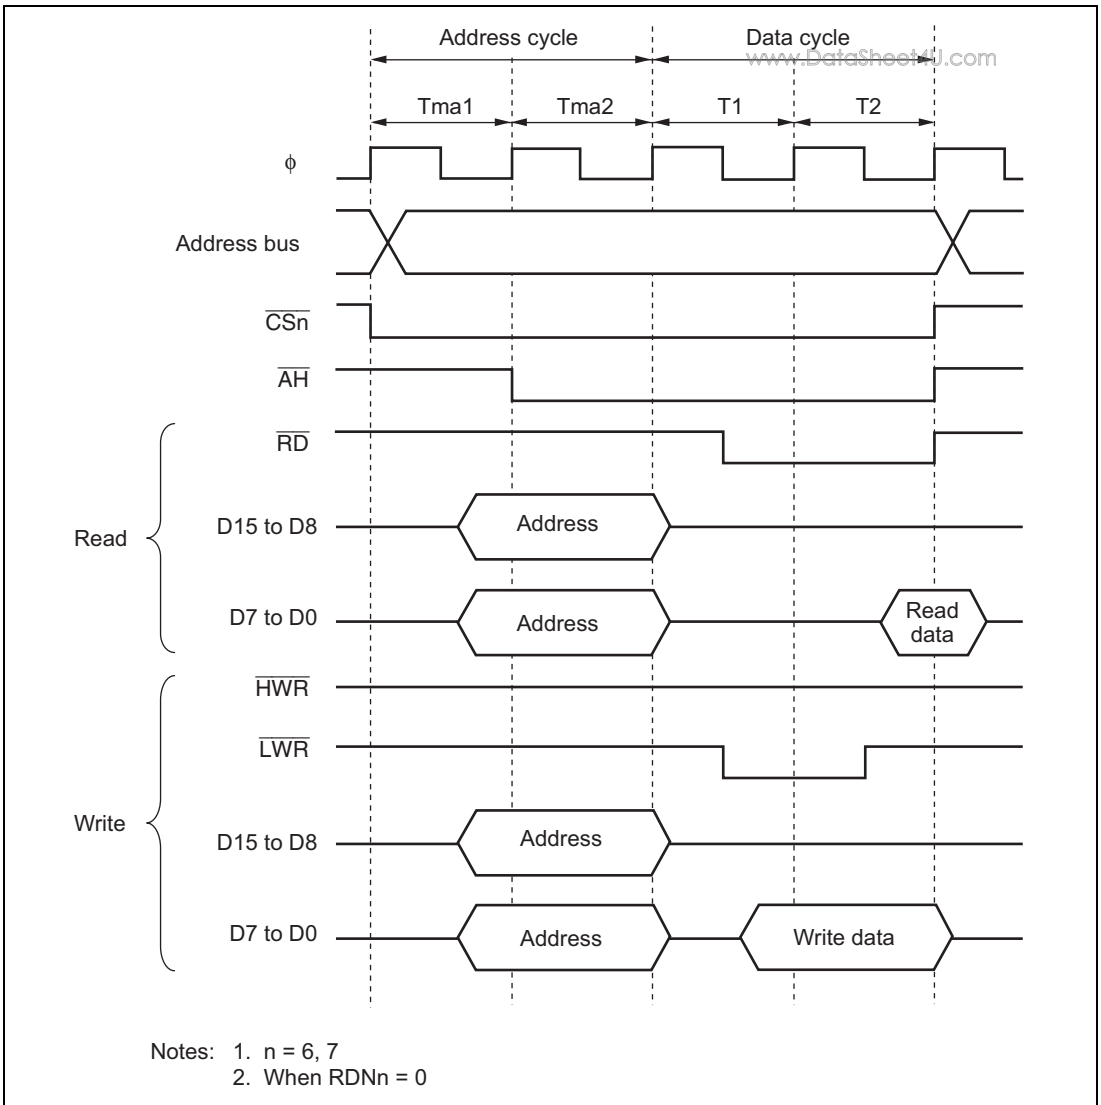 Address cycle Data cycle
www.DataSheet4U.com
Tma1 Tma2 T1 T2
ϕ
Address bus
CSn
AH
RD
D15 to D8 Address
Read
D7 to D0 Address Read data
HWR
LWR
Write
D15 to D8 Address
D7 to D0 Address Write data
Notes: 1. n = 6, 7
2. When RDNn = 0